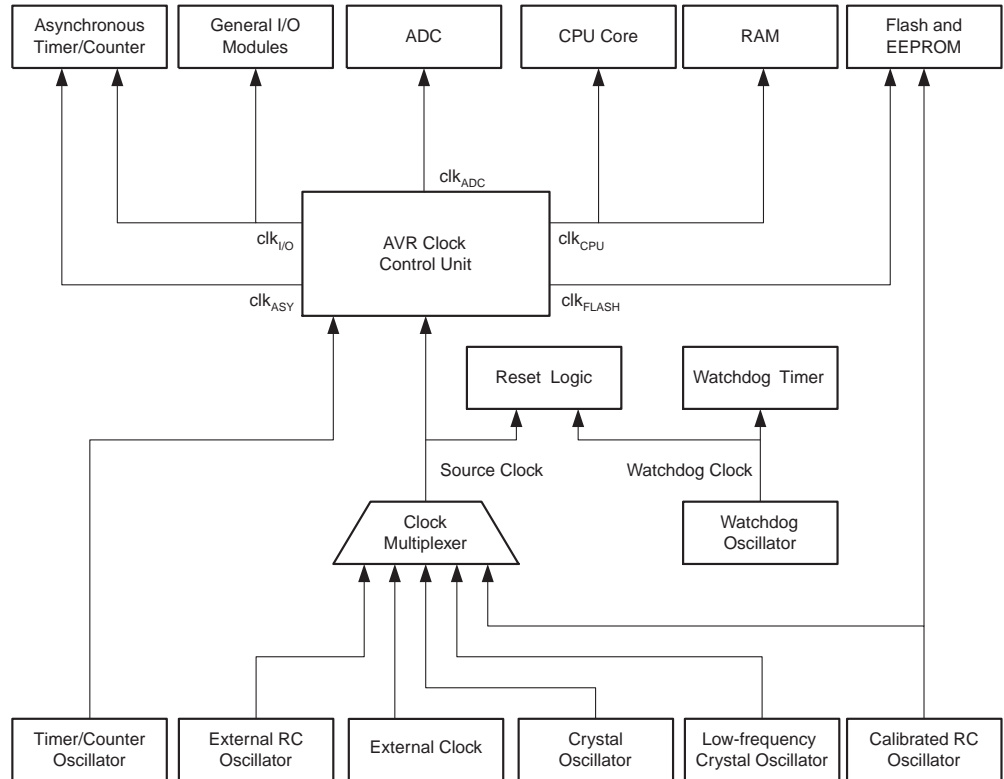 Asynchronous
Timer/Counter
General I/O
Modules
ADC
CPU Core
RAM
Flash and
EEPROM
clkADC
clkI/O
AVR Clock
Control Unit
clkCPU
clkASY
clkFLASH
Reset Logic
Watchdog Timer
Source Clock
Watchdog Clock
Clock
Multiplexer
Watchdog
Oscillator
Timer/Counter
Oscillator
External RC
Oscillator
External Clock
Crystal
Oscillator
Low-frequency
Crystal Oscillator
Calibrated RC
Oscillator